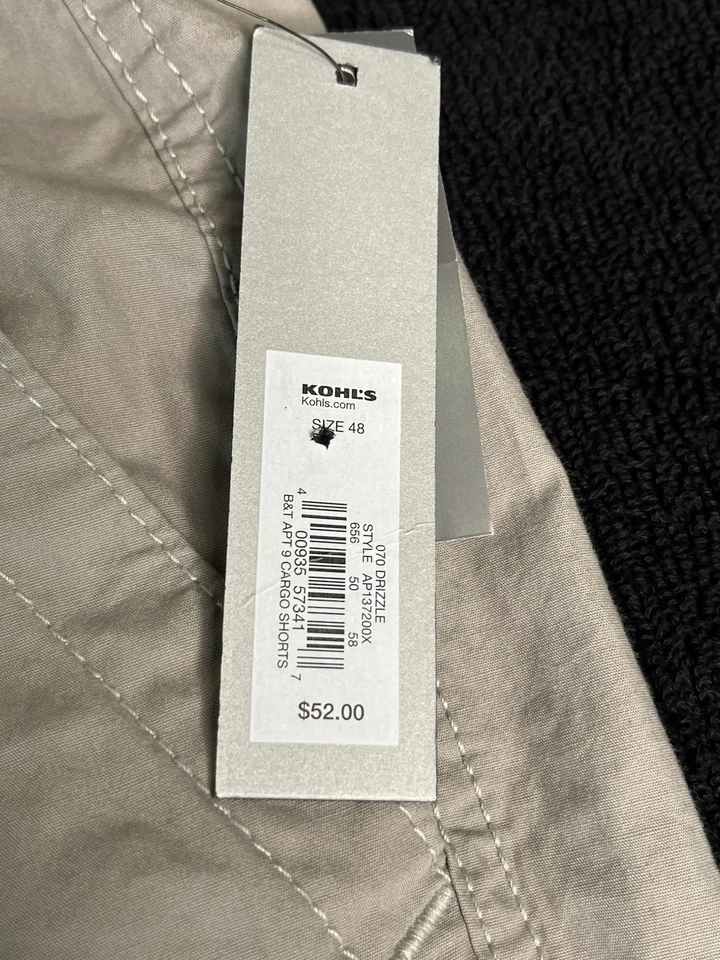 KOHL'S
Kohls.com
SIZE 48
070 DRIZZLE
STYLE AP137200X
656 50 58
4 00935 57341 7
B&T APT 9 CARGO SHORTS
$52.00